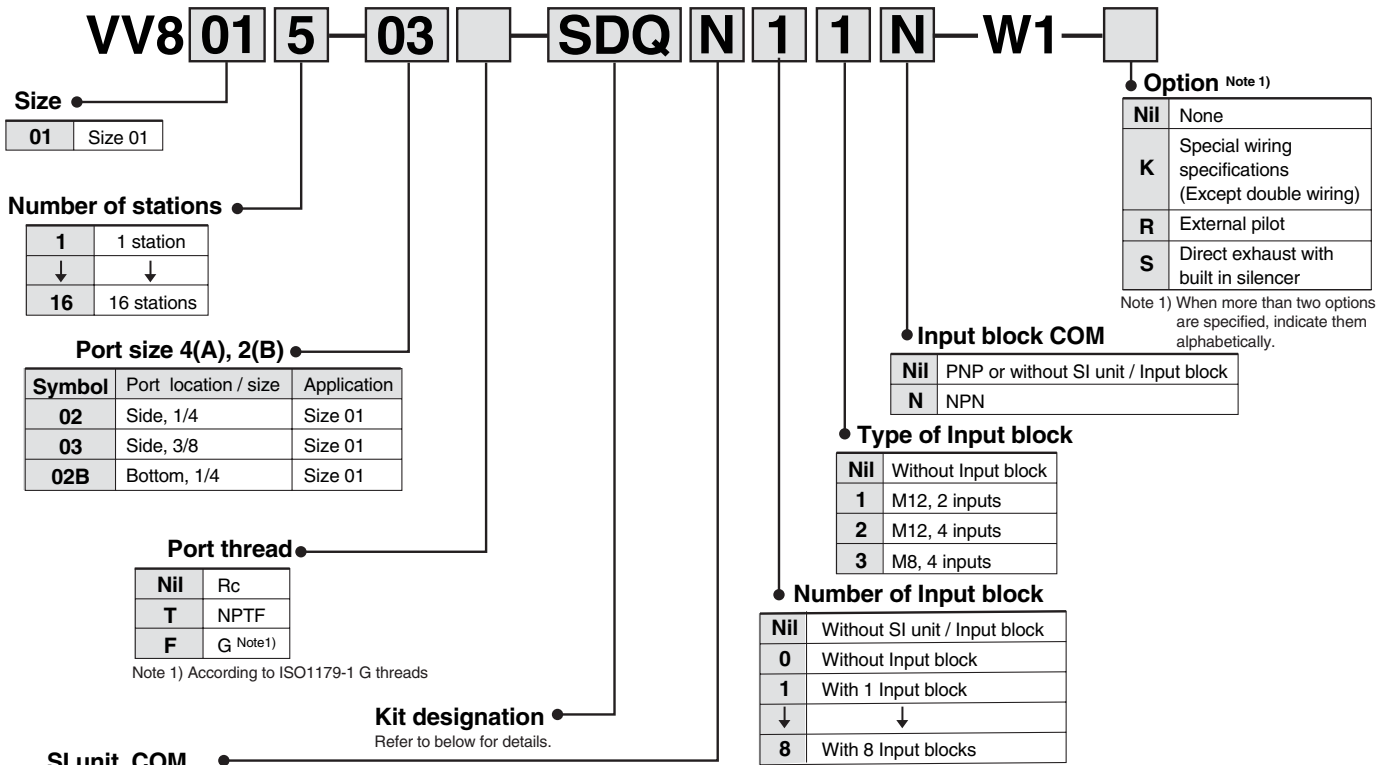 VV8 01 5 — 03 — SDQ N 1 1 N — W1 —
Size
01 Size 01
Number of stations
1 1 station
↓ ↓
16 16 stations
Port size 4(A), 2(B)
Symbol Port location / size Application
02 Side, 1/4 Size 01
03 Side, 3/8 Size 01
02B Bottom, 1/4 Size 01
Port thread
Nil Rc
T NPTF
F G Note1)
Note 1) According to ISO1179-1 G threads
Kit designation
Refer to below for details.
SI unit COM
Option Note 1)
Nil None
K Special wiring
specifications
(Except double wiring)
R External pilot
S Direct exhaust with
built in silencer
Note 1) When more than two options
are specified, indicate them
alphabetically.
Input block COM
Nil PNP or without SI unit / Input block
N NPN
Type of Input block
Nil Without Input block
1 M12, 2 inputs
2 M12, 4 inputs
3 M8, 4 inputs
Number of Input block
Nil Without SI unit / Input block
0 Without Input block
1 With 1 Input block
↓ ↓
8 With 8 Input blocks